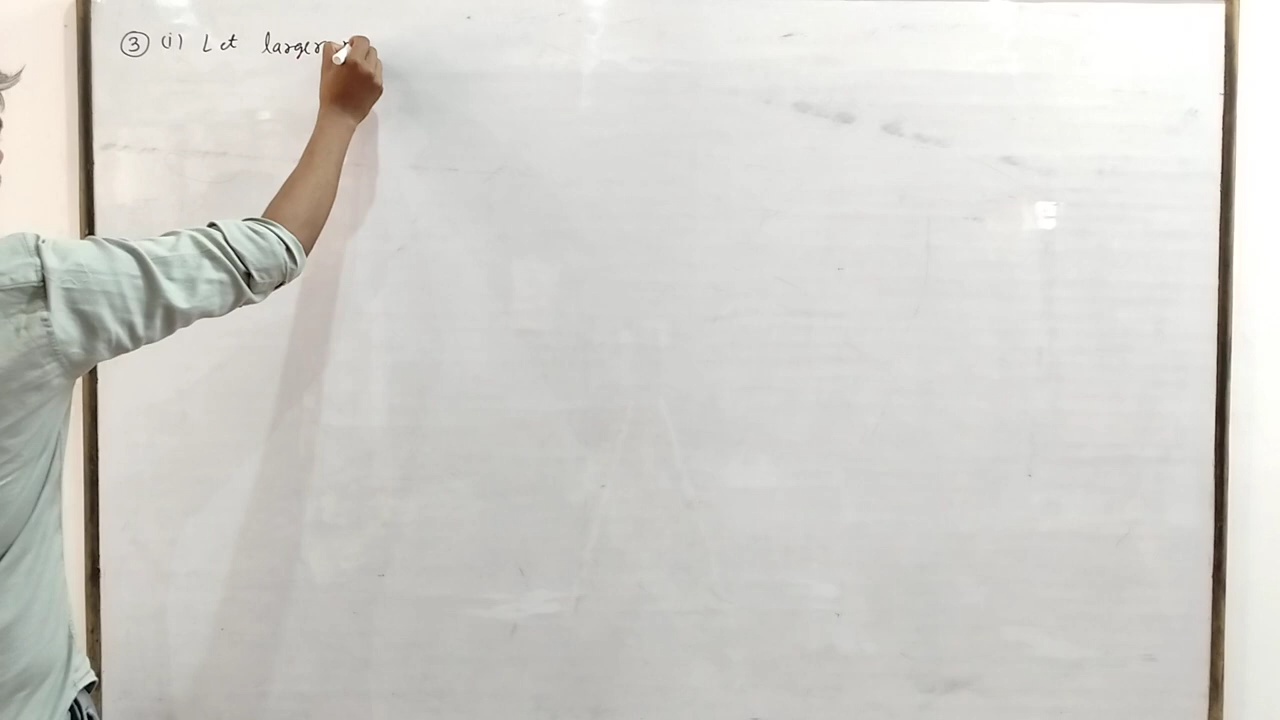 ③ (i) Let larger